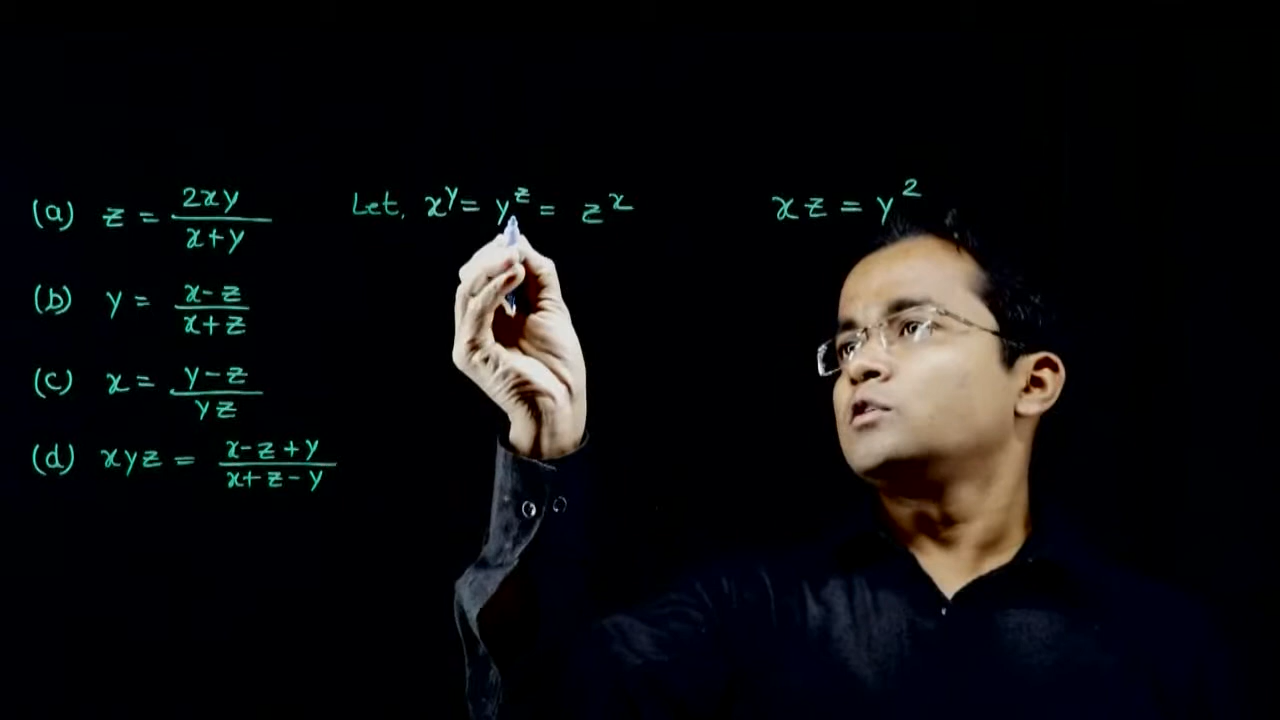 (a) z = 2xy / x+y
Let, x^y = y^z = z^x
xz = y^2
(b) y = x-z / x+z
(c) x = y-z / yz
(d) xyz = x-z+y / x+z-y